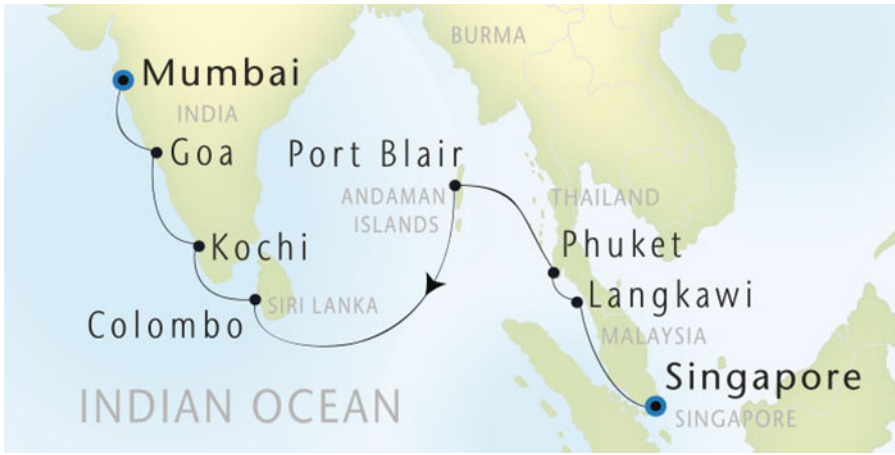 BURMA
Mumbai
INDIA
Goa
Port Blair
ANDAMAN
ISLANDS
THAILAND
Kochi
Phuket
Langkawi
SIRI LANKA
Colombo
MALAYSIA
Singapore
INDIAN OCEAN
SINGAPORE